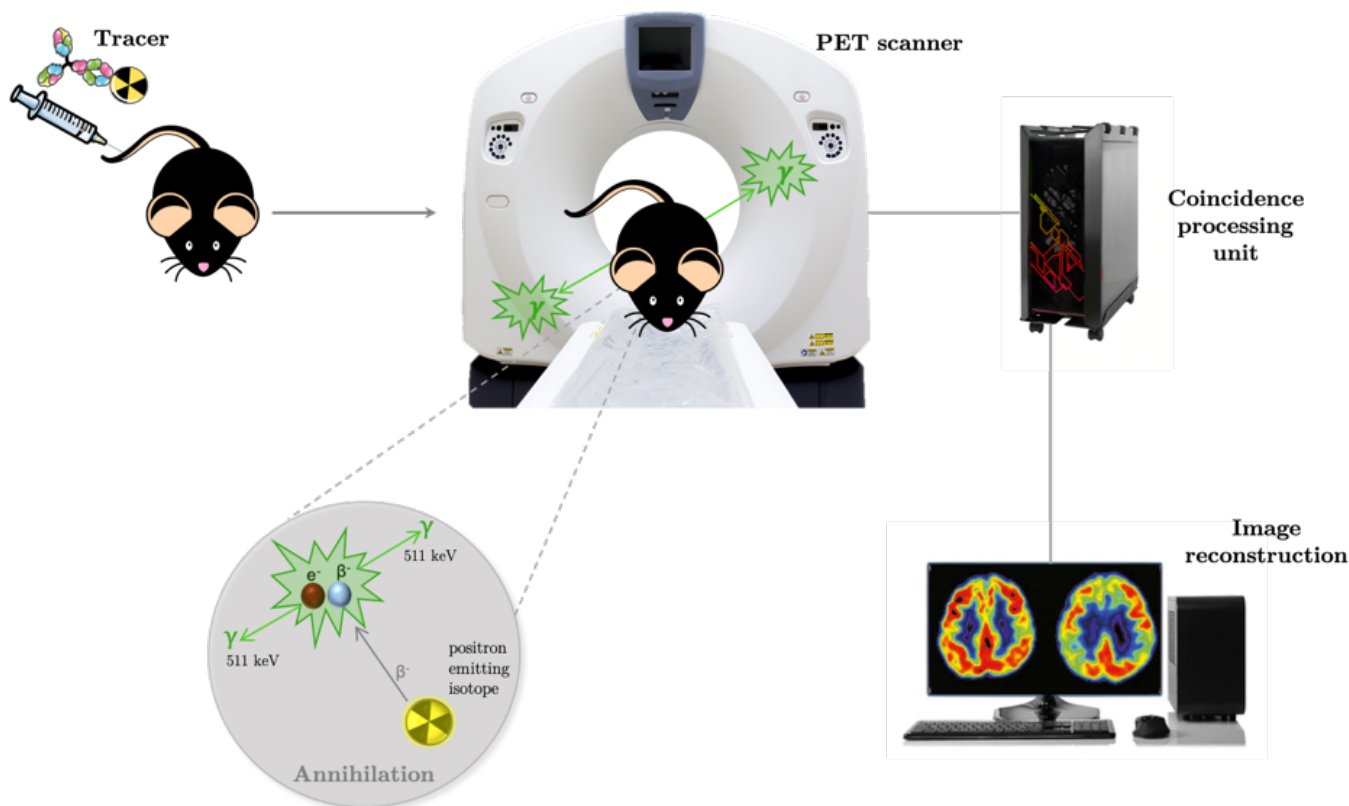 Tracer
PET scanner
γ
γ
Coincidence
processing
unit
γ
511 keV
e⁻
β⁻
γ
511 keV
β⁻
positron
emitting
isotope
Annihilation
Image
reconstruction